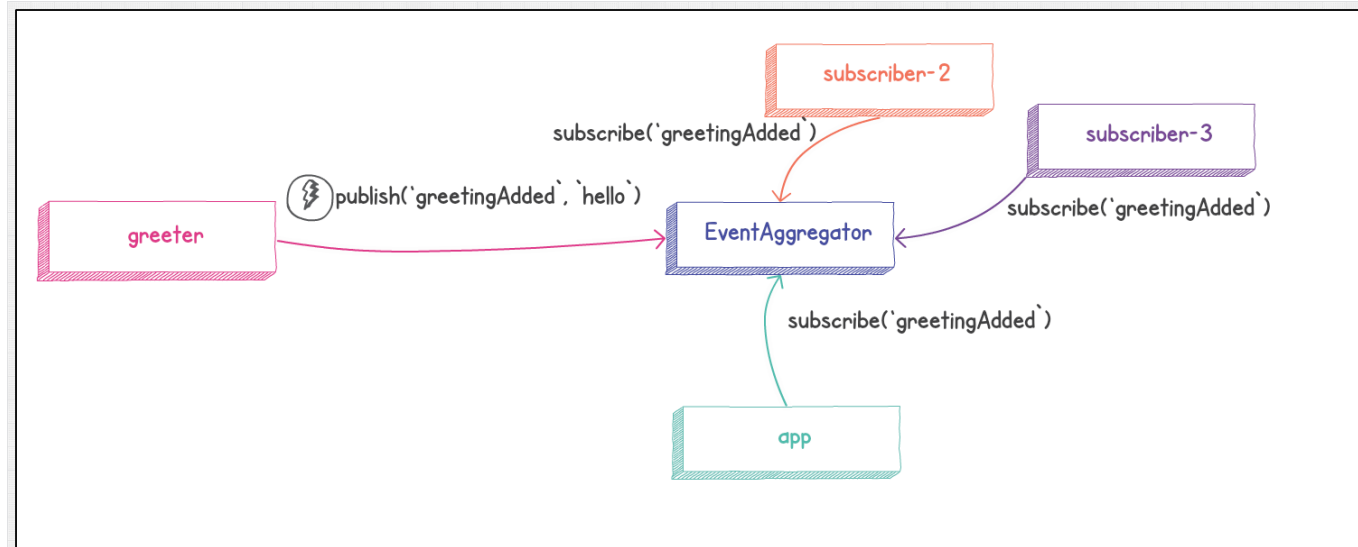 subscriber-2
subscribe(`greetingAdded`)
subscriber-3
publish(`greetingAdded`, `hello`)
subscribe(`greetingAdded`)
greeter
EventAggregator
subscribe(`greetingAdded`)
app